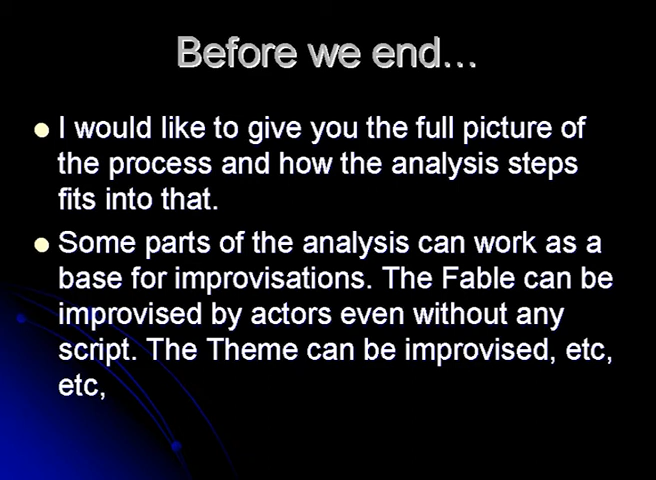 Before we end...
I would like to give you the full picture of
the process and how the analysis steps
fits into that.
Some parts of the analysis can work as a
base for improvisations. The Fable can be
improvised by actors even without any
script. The Theme can be improvised, etc,
etc,